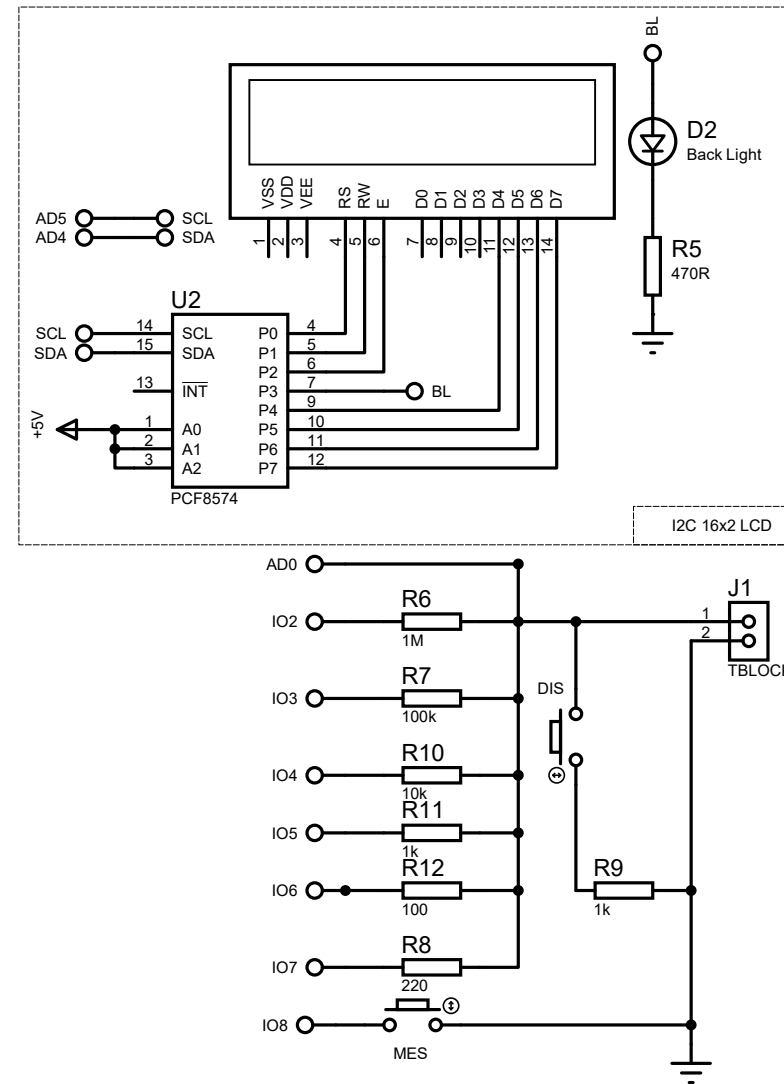 BL
D2
Back Light
VSS
VDD
VEE
RS
RW
E
D0
D1
D2
D3
D4
D5
D6
D7
1
2
3
4
5
6
7
8
9
10
11
12
13
14
AD5 SCL
AD4 SDA
R5
470R
U2
SCL 14 SCL P0 4
SDA 15 SDA P1 5
P2 6
13 INT P3 7 BL
P4 9
+5V 1 A0 P5 10
2 A1 P6 11
3 A2 P7 12
PCF8574
I2C 16x2 LCD
AD0
J1
R6
IO2 1
1M 2
TBLOCK
R7
DIS
IO3
100k
R10
IO4
10k
R11
IO5
1k
R12 R9
IO6
100 1k
R8
IO7
220
IO8
MES